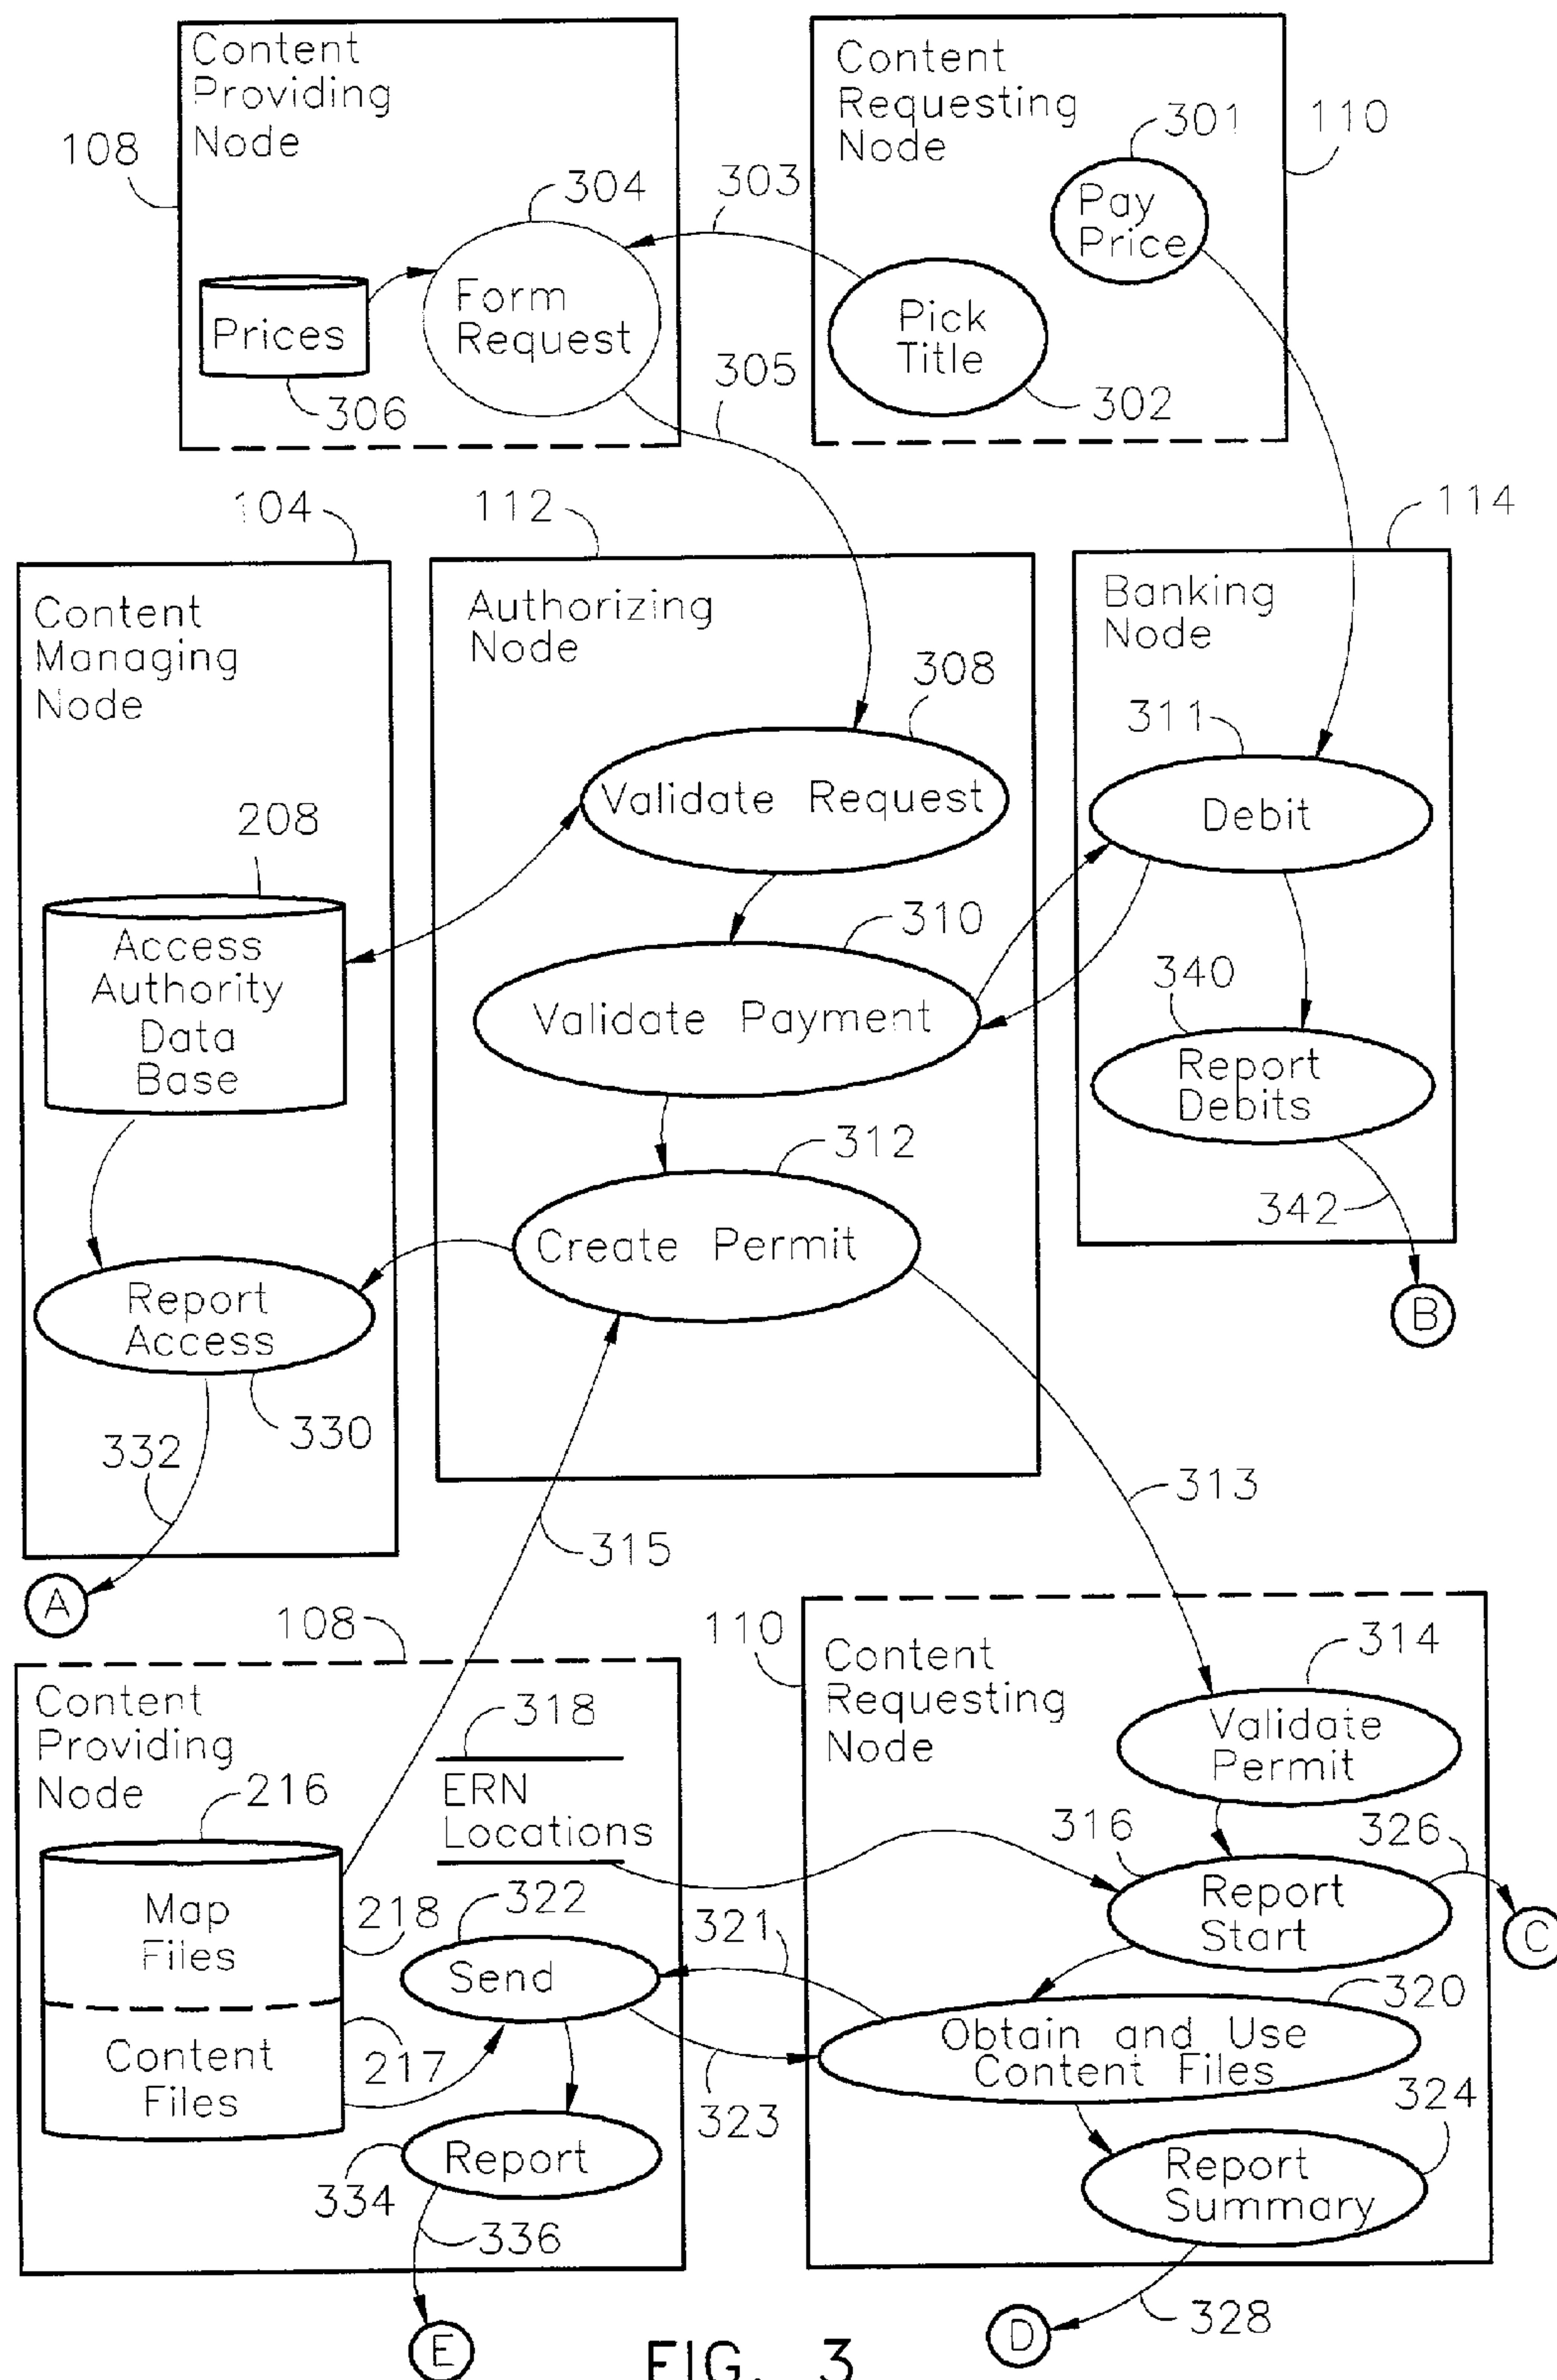 Content
Providing
Node
108
304
303
Prices
Form
Request
306
305
Content
Requesting
Node
301
110
Pay
Price
Pick
Title
302
104
112
114
Content
Managing
Node
Authorizing
Node
Banking
Node
308
311
Validate Request
Debit
208
Access
Authority
Data
Base
310
Validate Payment
340
Report
Debits
312
342
Create Permit
B
Report
Access
330
332
313
315
A
108
110
Content
Providing
Node
318
ERN
Locations
216
Map
Files
218
322
Send
321
Content
Files
217
323
Report
334
336
E
Content
Requesting
Node
314
Validate
Permit
316
326
Report
Start
C
320
Obtain and Use
Content Files
324
Report
Summary
328
D
FIG. 3